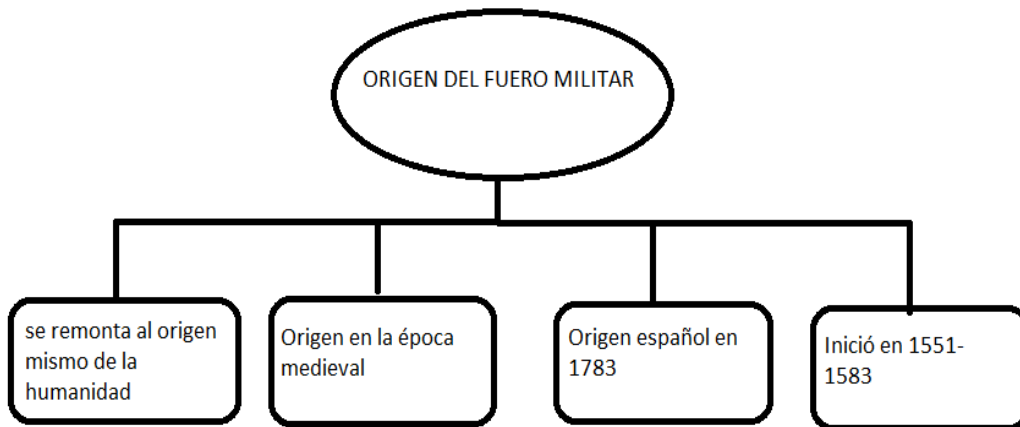 ORIGEN DEL FUERO MILITAR
se remonta al origen
mismo de la
humanidad
Origen en la época
medieval
Origen español en
1783
Inició en 1551-
1583